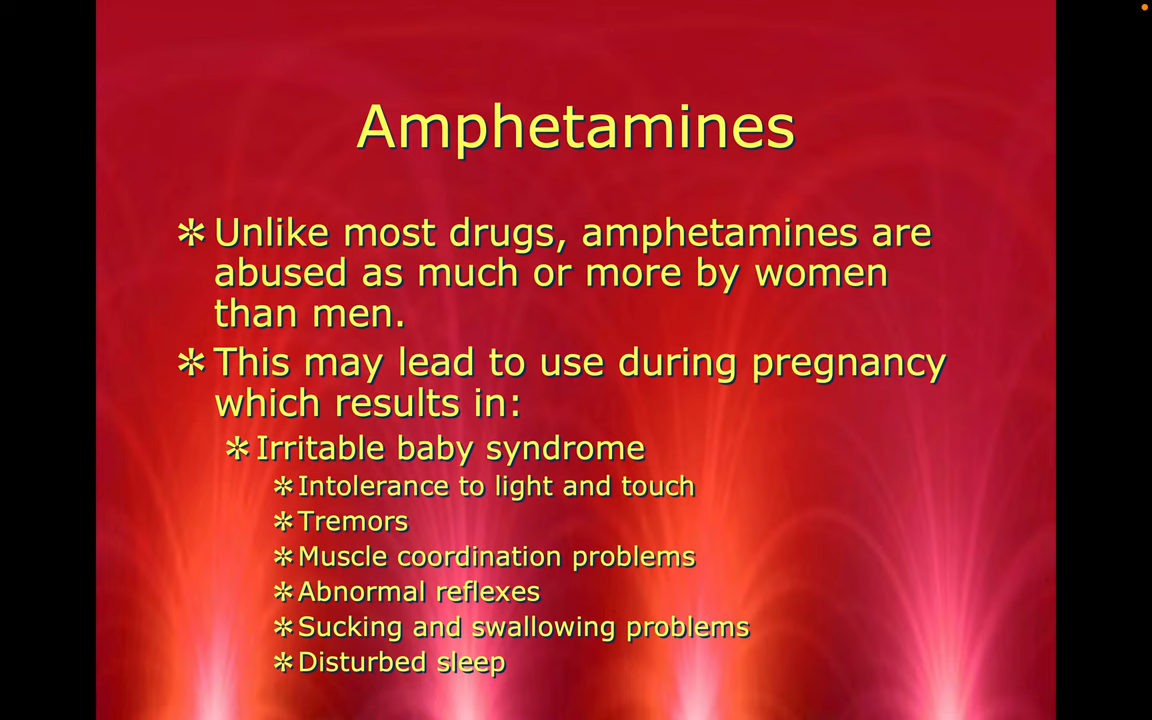 Amphetamines
✲ Unlike most drugs, amphetamines are
abused as much or more by women
than men.
✲ This may lead to use during pregnancy
which results in:
✲ Irritable baby syndrome
✲ Intolerance to light and touch
✲ Tremors
✲ Muscle coordination problems
✲ Abnormal reflexes
✲ Sucking and swallowing problems
✲ Disturbed sleep